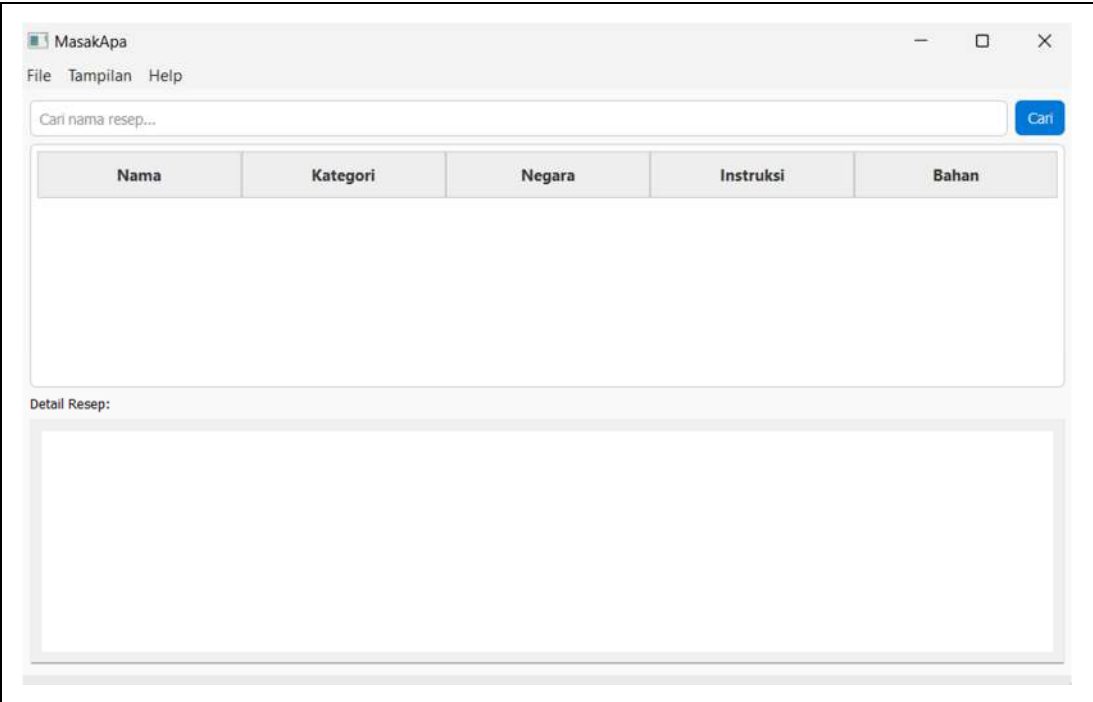 MasakApa
File Tampilan Help
Cari nama resep...
Cari
Nama Kategori Negara Instruksi Bahan
Detail Resep: